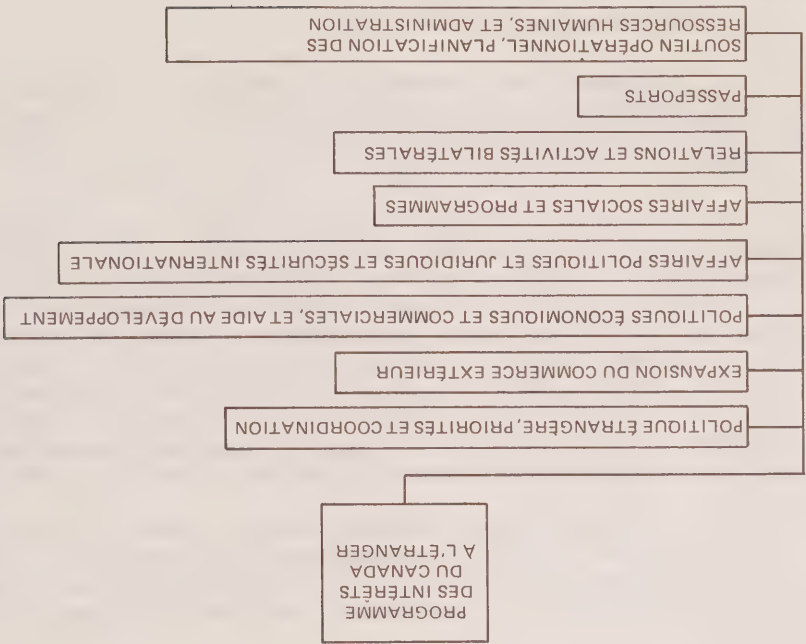 PROGRAMME
DES INTÉRÊTS
DU CANADA
A L'ÉTRANGER
POLITIQUE ÉTRANGÈRE, PRIORITÉS ET COORDINATION
EXPANSION DU COMMERCE EXTÉRIEUR
POLITIQUES ÉCONOMIQUES ET COMMERCIALES, ET AIDE AU DÉVELOPPEMENT
AFFAIRES POLITIQUES ET JURIDIQUES ET SÉCURITÉS INTERNATIONALE
AFFAIRES SOCIALES ET PROGRAMMES
RELATIONS ET ACTIVITÉS BILATÉRALES
PASSEPORTS
SOUTIEN OPÉRATIONNEL, PLANIFICATION DES
RESSOURCES HUMAINES, ET ADMINISTRATION